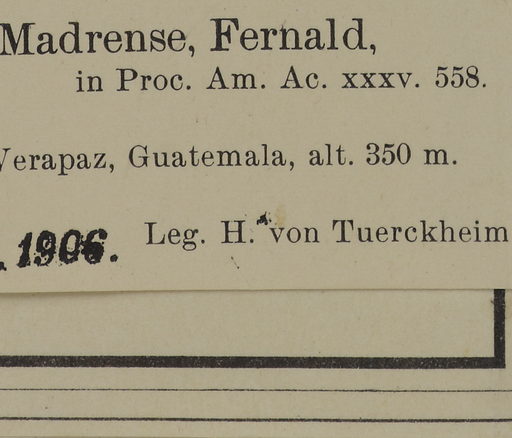 Madrense, Fernald,
in Proc. Am. Ac. xxxv. 558.
Verapaz, Guatemala, alt. 350 m.
. 1906. Leg. H. von Tuerckheim